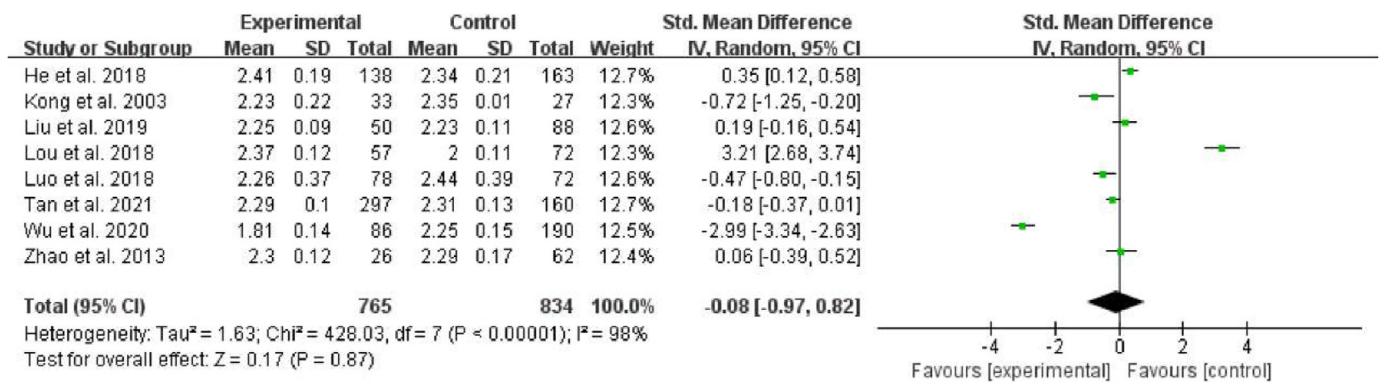 Experimental Control Std. Mean Difference Std. Mean Difference
Study or Subgroup Mean SD Total Mean SD Total Weight IV, Random, 95% CI IV, Random, 95% CI
He et al. 2018 2.41 0.19 138 2.34 0.21 163 12.7% 0.35 [0.12, 0.58]
Kong et al. 2003 2.23 0.22 33 2.35 0.01 27 12.3% -0.72 [-1.25, -0.20]
Liu et al. 2019 2.25 0.09 50 2.23 0.11 88 12.6% 0.19 [-0.16, 0.54]
Lou et al. 2018 2.37 0.12 57 2 0.11 72 12.3% 3.21 [2.68, 3.74]
Luo et al. 2018 2.26 0.37 78 2.44 0.39 72 12.6% -0.47 [-0.80, -0.15]
Tan et al. 2021 2.29 0.1 297 2.31 0.13 160 12.7% -0.18 [-0.37, 0.01]
Wu et al. 2020 1.81 0.14 86 2.25 0.15 190 12.6% -2.99 [-3.34, -2.63]
Zhao et al. 2013 2.3 0.12 26 2.29 0.17 62 12.4% 0.06 [-0.39, 0.52]
Total (95% CI) 765 834 100.0% -0.08 [-0.97, 0.82]
Heterogeneity: Tau² = 1.63; Chi² = 428.03, df = 7 (P < 0.00001); I² = 98%
Test for overall effect: Z = 0.17 (P = 0.87)
-4 -2 0 2 4
Favours [experimental] Favours [control]